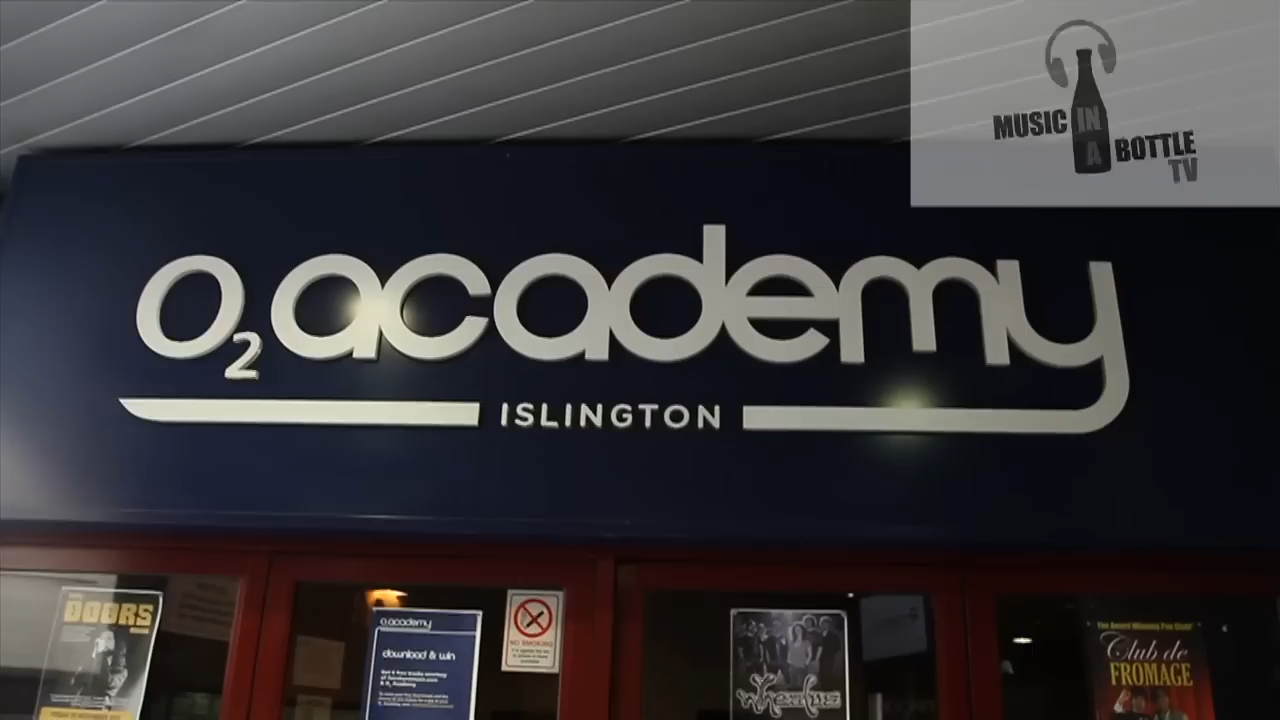 MUSIC IN A BOTTLE TV
O2 academy
ISLINGTON
DOORS
O2 academy
download & win
NO SMOKING
Club de
FROMAGE